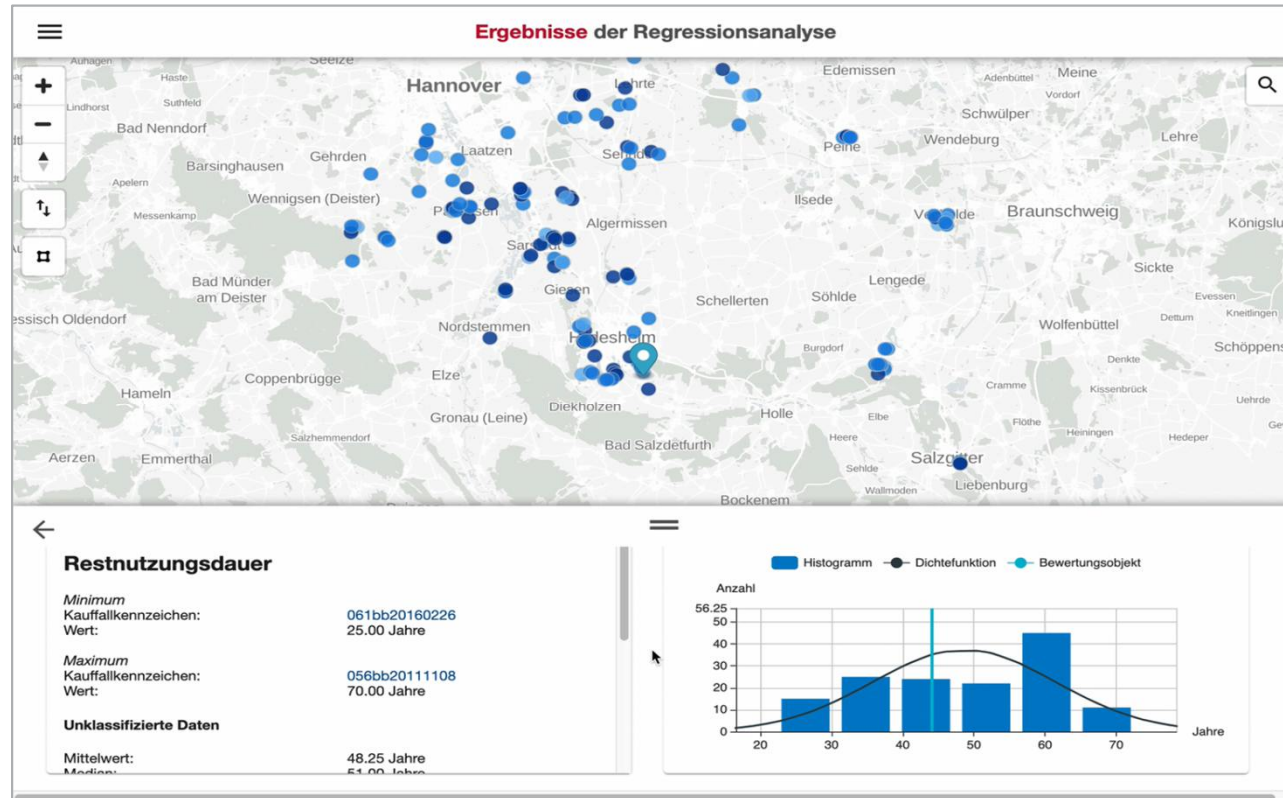 Ergebnisse der Regressionsanalyse
Auhagen
Seelze
Haste
Hannover
Lehrte
Edemissen
Adenbüttel
Meine
Lindhorst
Suthfeld
Vordorf
Bad Nenndorf
Schwülper
Gehrden
Laatzen
Peine
Wendeburg
Lehre
Barsinghausen
Apelern
Wennigsen (Deister)
Ilsede
Messenkamp
Algermissen
Braunschweig
Königslu
Bad Münder
am Deister
Giesen
Schellerten
Söhlde
Lengede
Sickte
Evessen
essisch Oldendorf
Nordstemmen
Wolfenbüttel
Dettum
Kneitlingen
Burgdorf
Schöppens
Coppenbrügge
Elze
Denkte
Hameln
Diekholzen
Cramme
Kissenbrück
Holle
Uehrde
Gronau (Leine)
Elbe
Flöthe
Heiningen
Salzhemmendorf
Bad Salzdetfurth
Heere
Hedeper
Aerzen
Emmerthal
Sehlde
Salzgitter
Wallmoden
Liebenburg
Bockenem
Restnutzungsdauer
Minimum
Kauffallkennzeichen: 061bb20160226
Wert: 25.00 Jahre
Maximum
Kauffallkennzeichen: 056bb20111108
Wert: 70.00 Jahre
Unklassifizierte Daten
Mittelwert: 48.25 Jahre
Median: 51.00 Jahre
Histogramm Dichtefunktion Bewertungsobjekt
Anzahl
56.25
50
40
30
20
10
0
20 30 40 50 60 70
Jahre